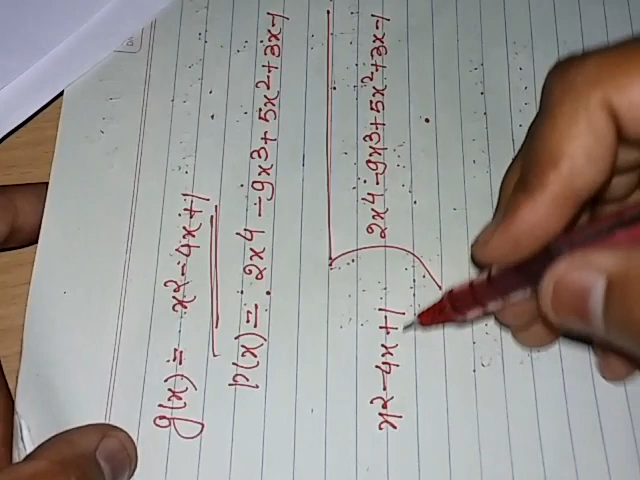 g(x) = x2-4x+1
p(x) = 2x4-9x3+5x2+3x-1
x2-4x+1 ) 2x4-9x3+5x2+3x-1